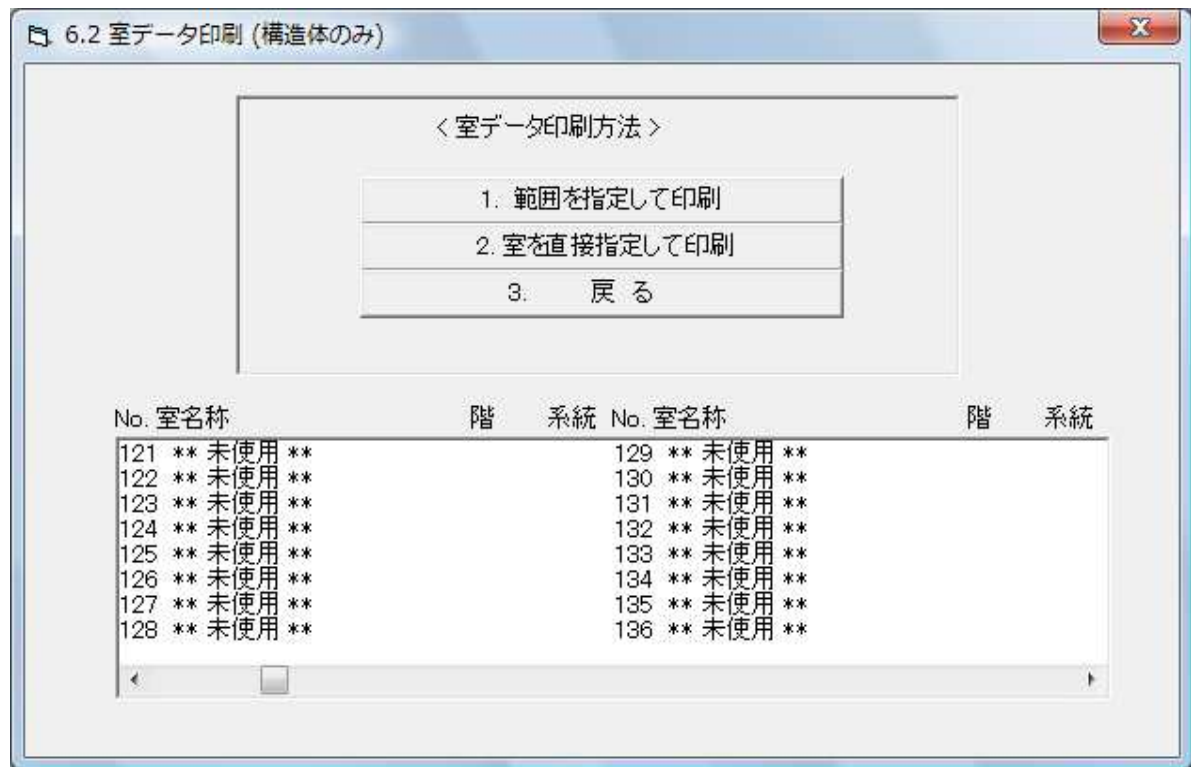 6.2 室データ印刷 (構造体のみ)
< 室データ印刷方法 >
1. 範囲を指定して印刷
2. 室を直接指定して印刷
3. 戻 る
No. 室名称 階 系統 No. 室名称 階 系統
121 ** 未使用 ** 129 ** 未使用 **
122 ** 未使用 ** 130 ** 未使用 **
123 ** 未使用 ** 131 ** 未使用 **
124 ** 未使用 ** 132 ** 未使用 **
125 ** 未使用 ** 133 ** 未使用 **
126 ** 未使用 ** 134 ** 未使用 **
127 ** 未使用 ** 135 ** 未使用 **
128 ** 未使用 ** 136 ** 未使用 **